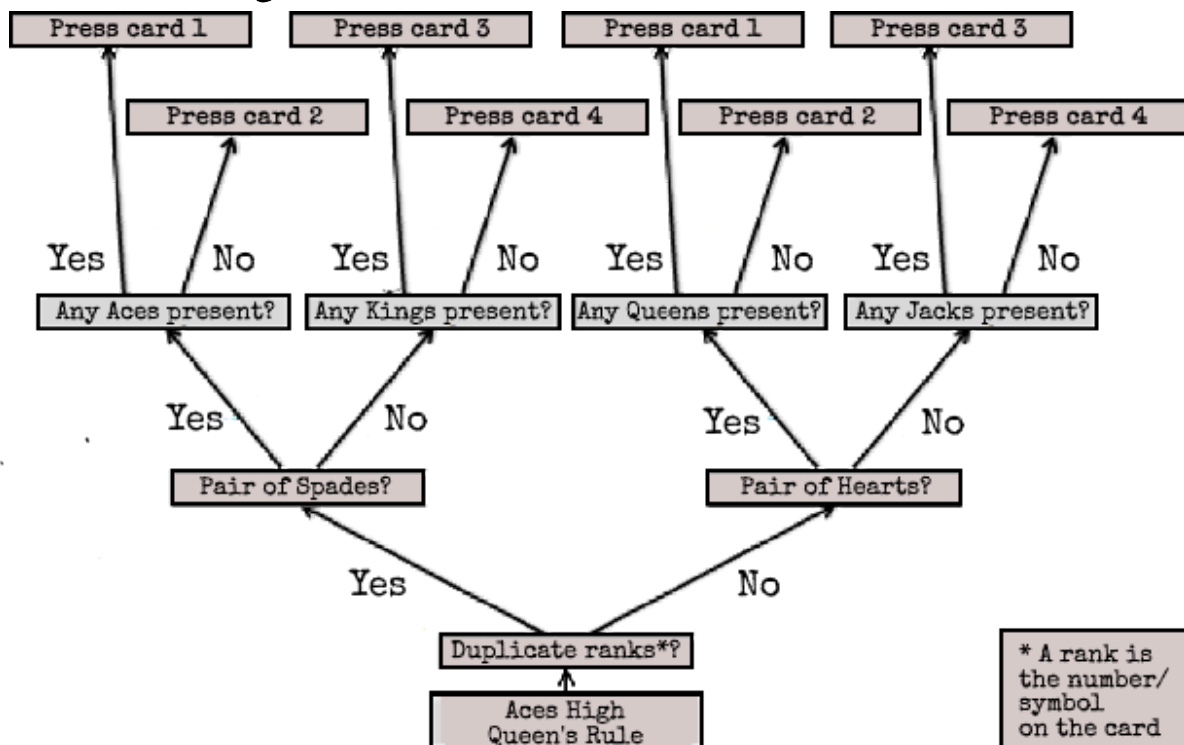 Press card 1
Press card 3
Press card 1
Press card 3
Press card 2
Press card 4
Press card 2
Press card 4
Yes
No
Yes
No
Yes
No
Yes
No
Any Aces present?
Any Kings present?
Any Queens present?
Any Jacks present?
Yes
No
Yes
No
Pair of Spades?
Pair of Hearts?
Yes
No
Duplicate ranks*?
* A rank is
the number/
symbol
on the card
Aces High
Queen's Rule